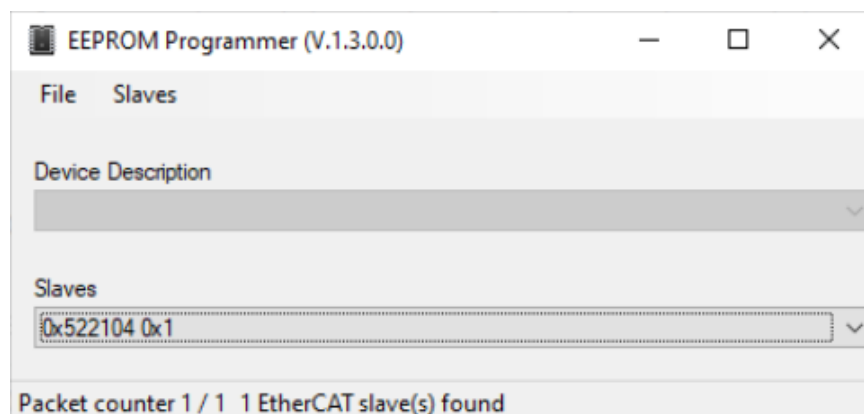 EEPROM Programmer (V.1.3.0.0)
File Slaves
Device Description
Slaves
0x522104 0x1
Packet counter 1 / 1 1 EtherCAT slave(s) found